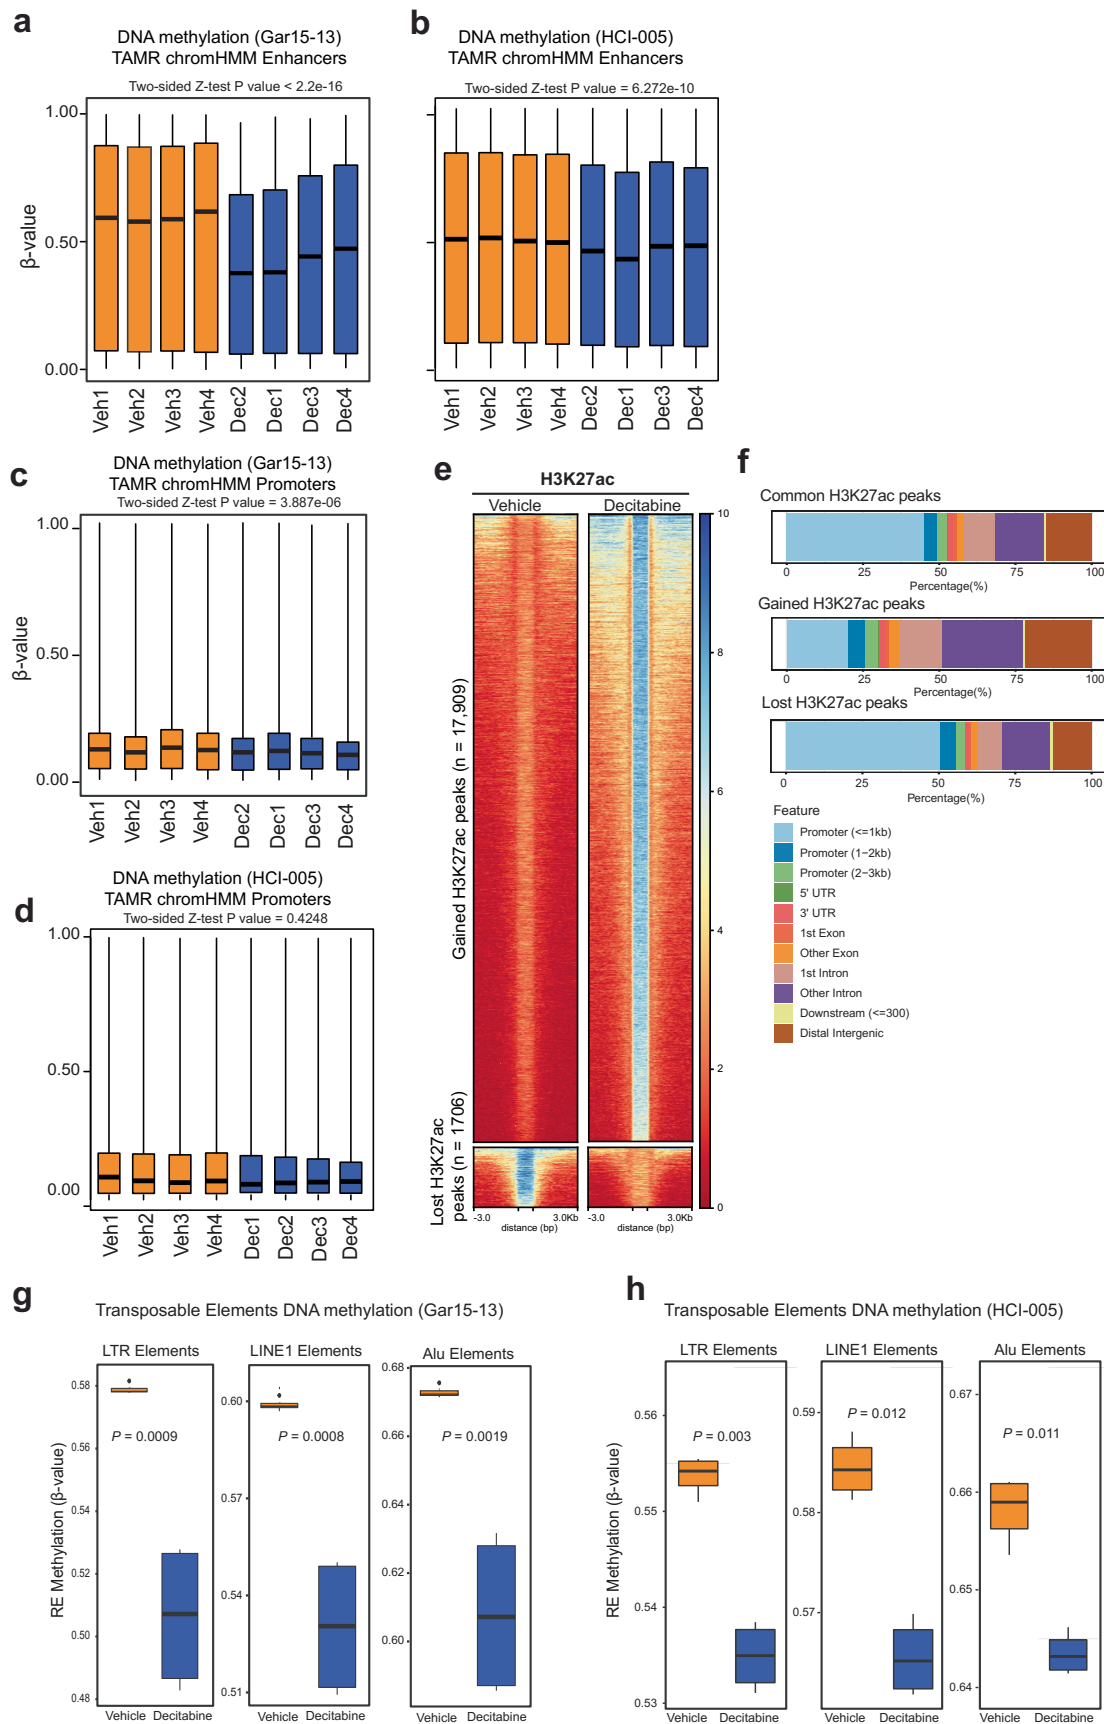 a
DNA methylation (Gar15-13)
TAMR chromHMM Enhancers
Two-sided Z-test P value < 2.2e-16
1.00
0.50
0.00
β-value
Veh1
Veh2
Veh3
Veh4
Dec2
Dec1
Dec3
Dec4
b
DNA methylation (HCI-005)
TAMR chromHMM Enhancers
Two-sided Z-test P value = 6.272e-10
Veh1
Veh2
Veh3
Veh4
Dec2
Dec1
Dec3
Dec4
c
DNA methylation (Gar15-13)
TAMR chromHMM Promoters
Two-sided Z-test P value = 3.887e-06
1.00
0.50
0.00
β-value
Veh1
Veh2
Veh3
Veh4
Dec2
Dec1
Dec3
Dec4
d
DNA methylation (HCI-005)
TAMR chromHMM Promoters
Two-sided Z-test P value = 0.4248
1.00
0.50
0.00
Veh1
Veh2
Veh3
Veh4
Dec1
Dec2
Dec3
Dec4
e
H3K27ac
Vehicle
Decitabine
Gained H3K27ac peaks (n = 17,909)
Lost H3K27ac
peaks (n = 1706)
-3.0
3.0Kb
distance (bp)
-3.0
3.0Kb
distance (bp)
10
8
6
4
2
0
f
Common H3K27ac peaks
0
25
50
75
100
Percentage(%)
Gained H3K27ac peaks
0
25
50
75
100
Percentage(%)
Lost H3K27ac peaks
0
25
50
75
100
Percentage(%)
Feature
Promoter (<=1kb)
Promoter (1−2kb)
Promoter (2−3kb)
5' UTR
3' UTR
1st Exon
Other Exon
1st Intron
Other Intron
Downstream (<=300)
Distal Intergenic
g
Transposable Elements DNA methylation (Gar15-13)
RE Methylation (β-value)
LTR Elements
0.58
0.56
0.54
0.52
0.50
0.48
P = 0.0009
Vehicle
Decitabine
LINE1 Elements
0.60
0.57
0.54
0.51
P = 0.0008
Vehicle
Decitabine
Alu Elements
0.68
0.66
0.64
0.62
0.60
P = 0.0019
Vehicle
Decitabine
h
Transposable Elements DNA methylation (HCI-005)
RE Methylation (β-value)
LTR Elements
0.56
0.55
0.54
0.53
P = 0.003
Vehicle
Decitabine
LINE1 Elements
0.59
0.58
0.57
P = 0.012
Vehicle
Decitabine
Alu Elements
0.67
0.66
0.65
0.64
P = 0.011
Vehicle
Decitabine